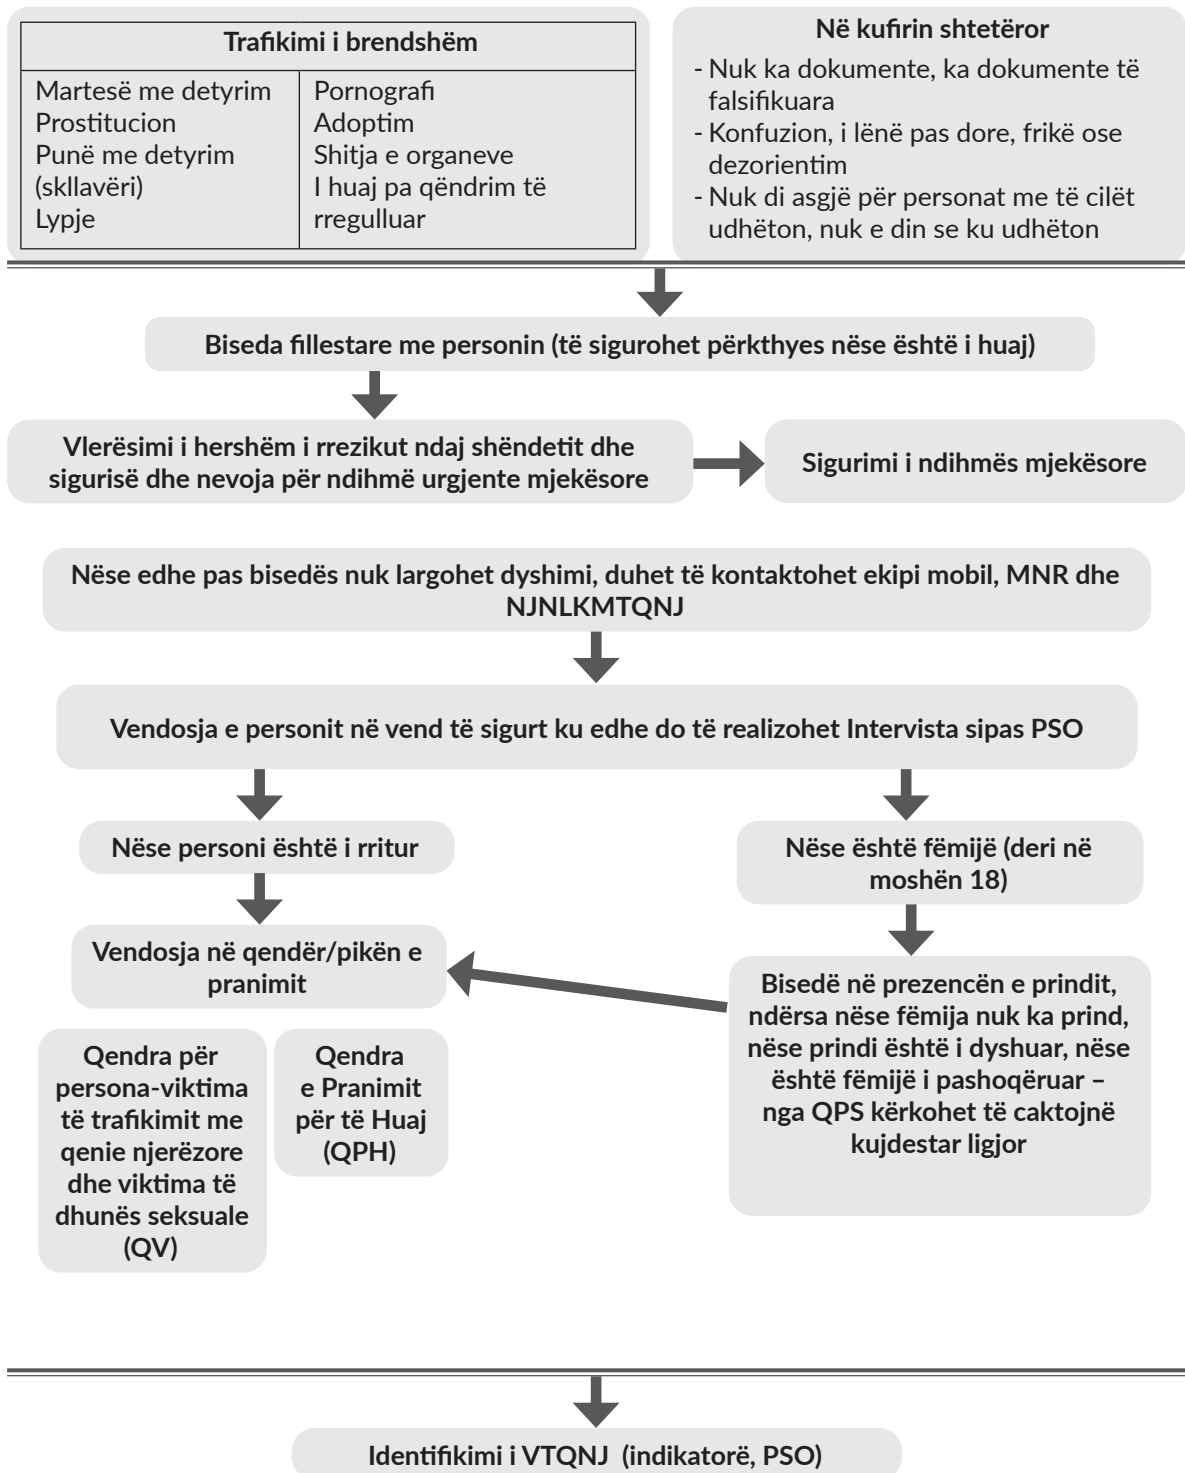 Trafikimi i brendshëm
Martesë me detyrim
Prostitucion
Punë me detyrim
(skllavëri)
Lypje
Pornografi
Adoptim
Shitja e organeve
I huaj pa qëndrim të
rregulluar
Në kufirin shtetëror
- Nuk ka dokumente, ka dokumente të
falsifikuara
- Konfuzion, i lënë pas dore, frikë ose
dezorientim
- Nuk di asgjë për personat me të cilët
udhëton, nuk e din se ku udhëton
Biseda fillestare me personin (të sigurohet përkthyes nëse është i huaj)
Vlerësimi i hershëm i rrezikut ndaj shëndetit dhe
sigurisë dhe nevoja për ndihmë urgjente mjekësore
Sigurimi i ndihmës mjekësore
Nëse edhe pas bisedës nuk largohet dyshimi, duhet të kontaktohet ekipi mobil, MNR dhe
NJNLKMTQNJ
Vendosja e personit në vend të sigurt ku edhe do të realizohet Intervista sipas PSO
Nëse personi është i rritur
Nëse është fëmijë (deri në
moshën 18)
Vendosja në qendër/pikën e
pranimit
Bisedë në prezencën e prindit,
ndërsa nëse fëmija nuk ka prind,
nëse prindi është i dyshuar, nëse
është fëmijë i pashoqëruar –
nga QPS kërkohet të caktojnë
kujdestar ligjor
Qendra për
persona-viktima
të trafikimit me
qenie njerëzore
dhe viktima të
dhunës seksuale
(QV)
Qendra
e Pranimit
për të Huaj
(QPH)
Identifikimi i VTQNJ (indikatorë, PSO)